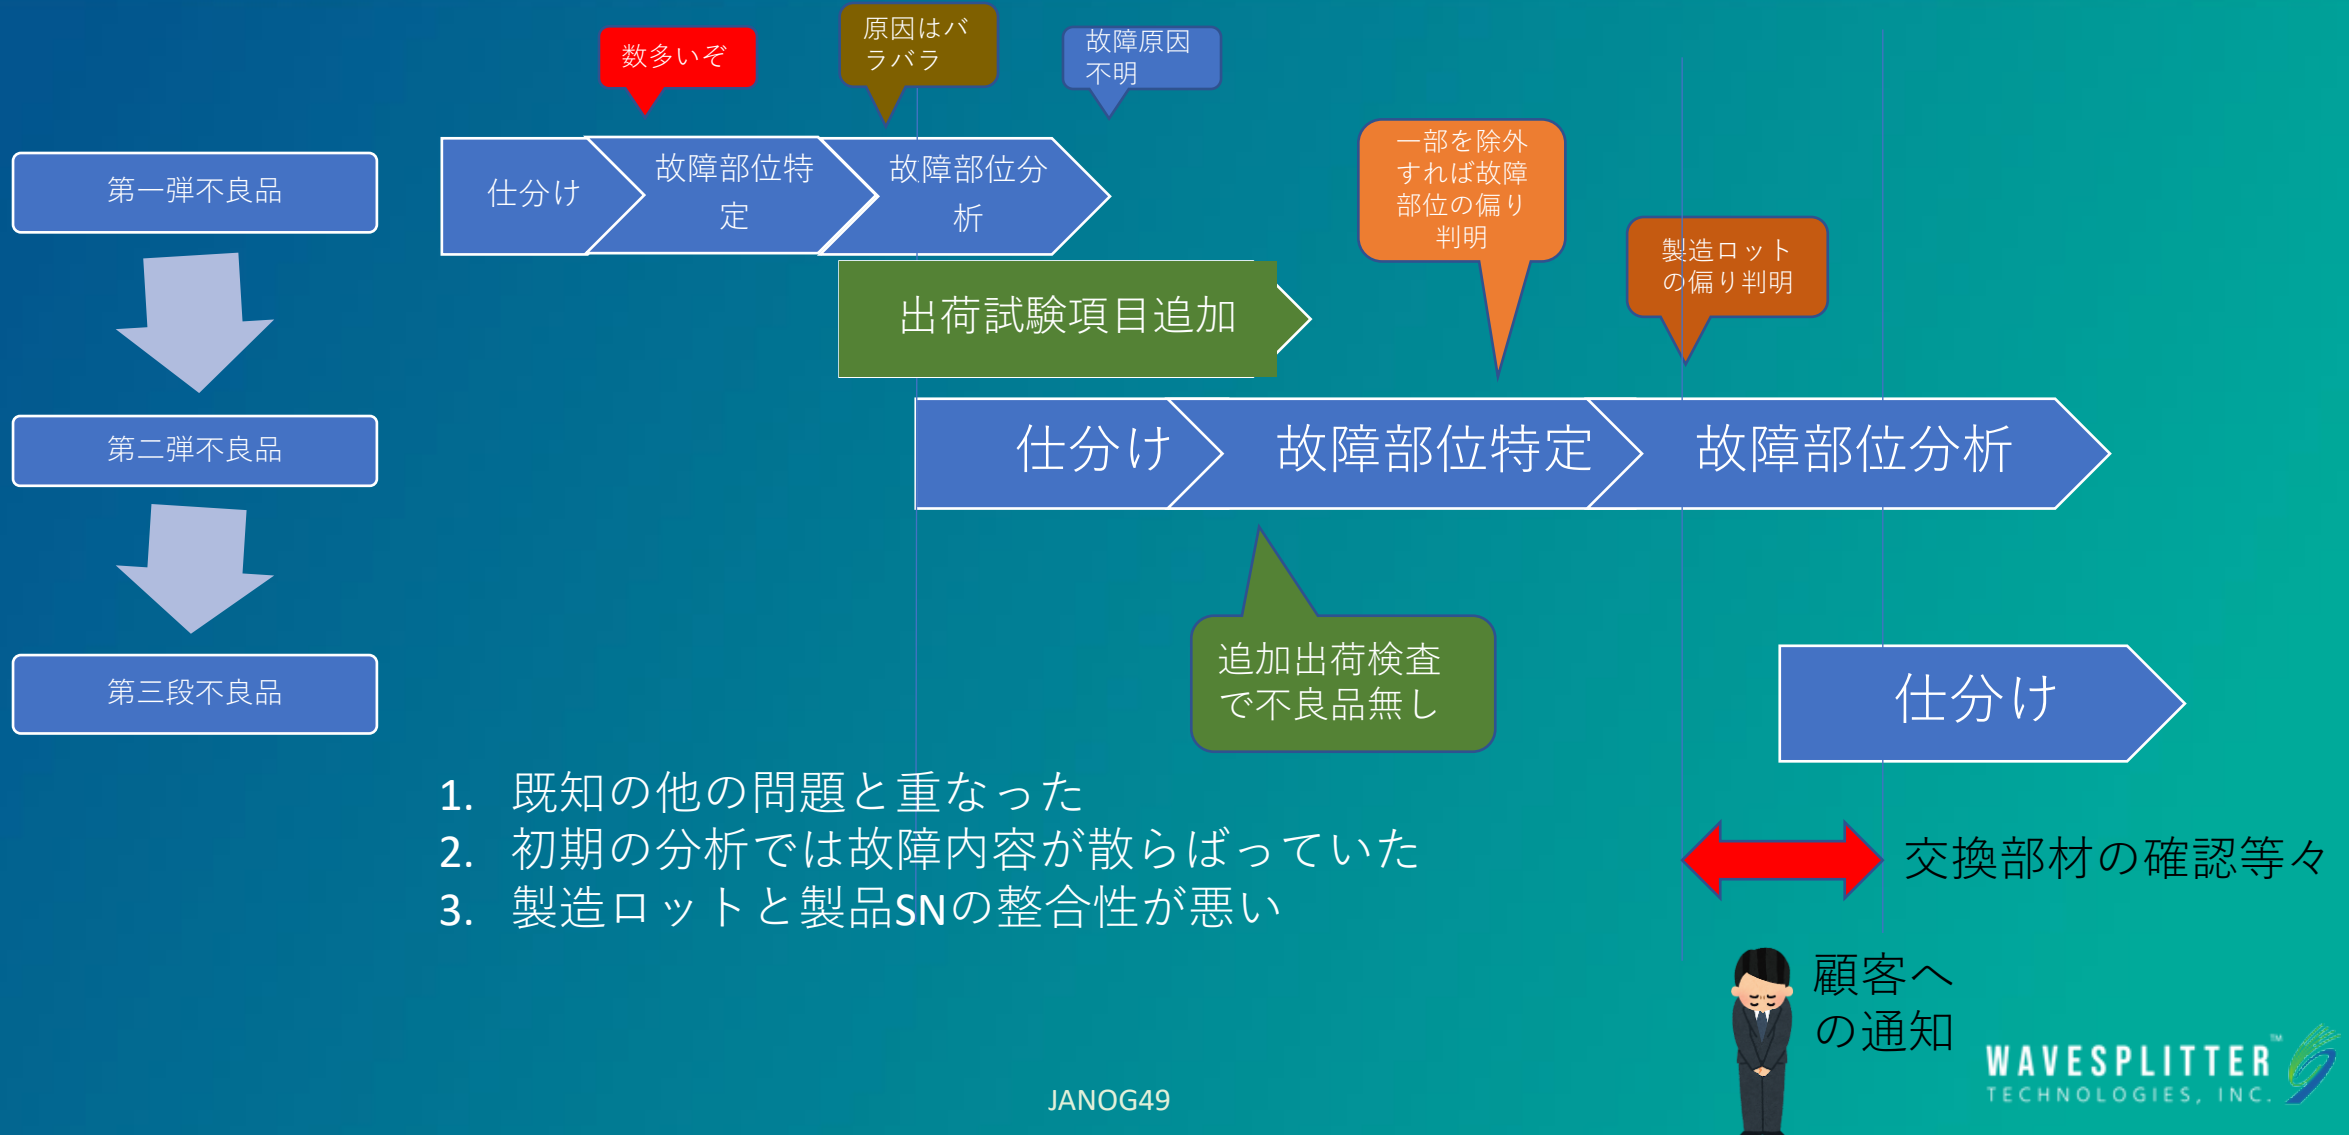 数多いぞ
原因はバ
ラバラ
故障原因
不明
第一弾不良品
仕分け
故障部位特
定
故障部位分
析
一部を除外
すれば故障
部位の偏り
判明
製造ロット
の偏り判明
出荷試験項目追加
第二弾不良品
仕分け
故障部位特定
故障部位分析
追加出荷検査
で不良品無し
第三段不良品
仕分け
1. 既知の他の問題と重なった
2. 初期の分析では故障内容が散らばっていた
3. 製造ロットと製品SNの整合性が悪い
交換部材の確認等々
顧客へ
の通知
JANOG49
WAVESPLITTER™
TECHNOLOGIES, INC.